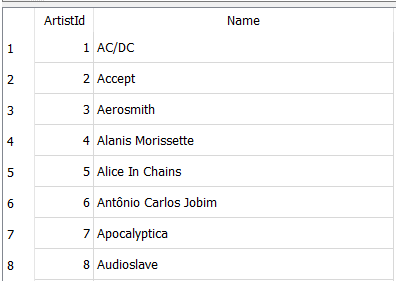 ArtistId Name
1 1 AC/DC
2 2 Accept
3 3 Aerosmith
4 4 Alanis Morissette
5 5 Alice In Chains
6 6 Antônio Carlos Jobim
7 7 Apocalyptica
8 8 Audioslave